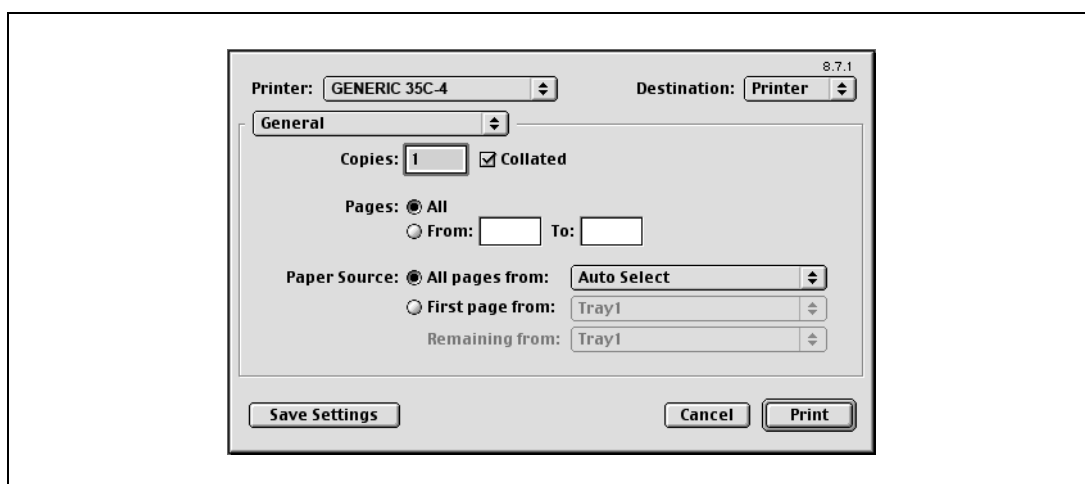 8.7.1
Printer: GENERIC 35C-4 Destination: Printer
General
Copies: 1 Collated
Pages: All
From: To:
Paper Source: All pages from: Auto Select
First page from: Tray1
Remaining from: Tray1
Save Settings Cancel Print